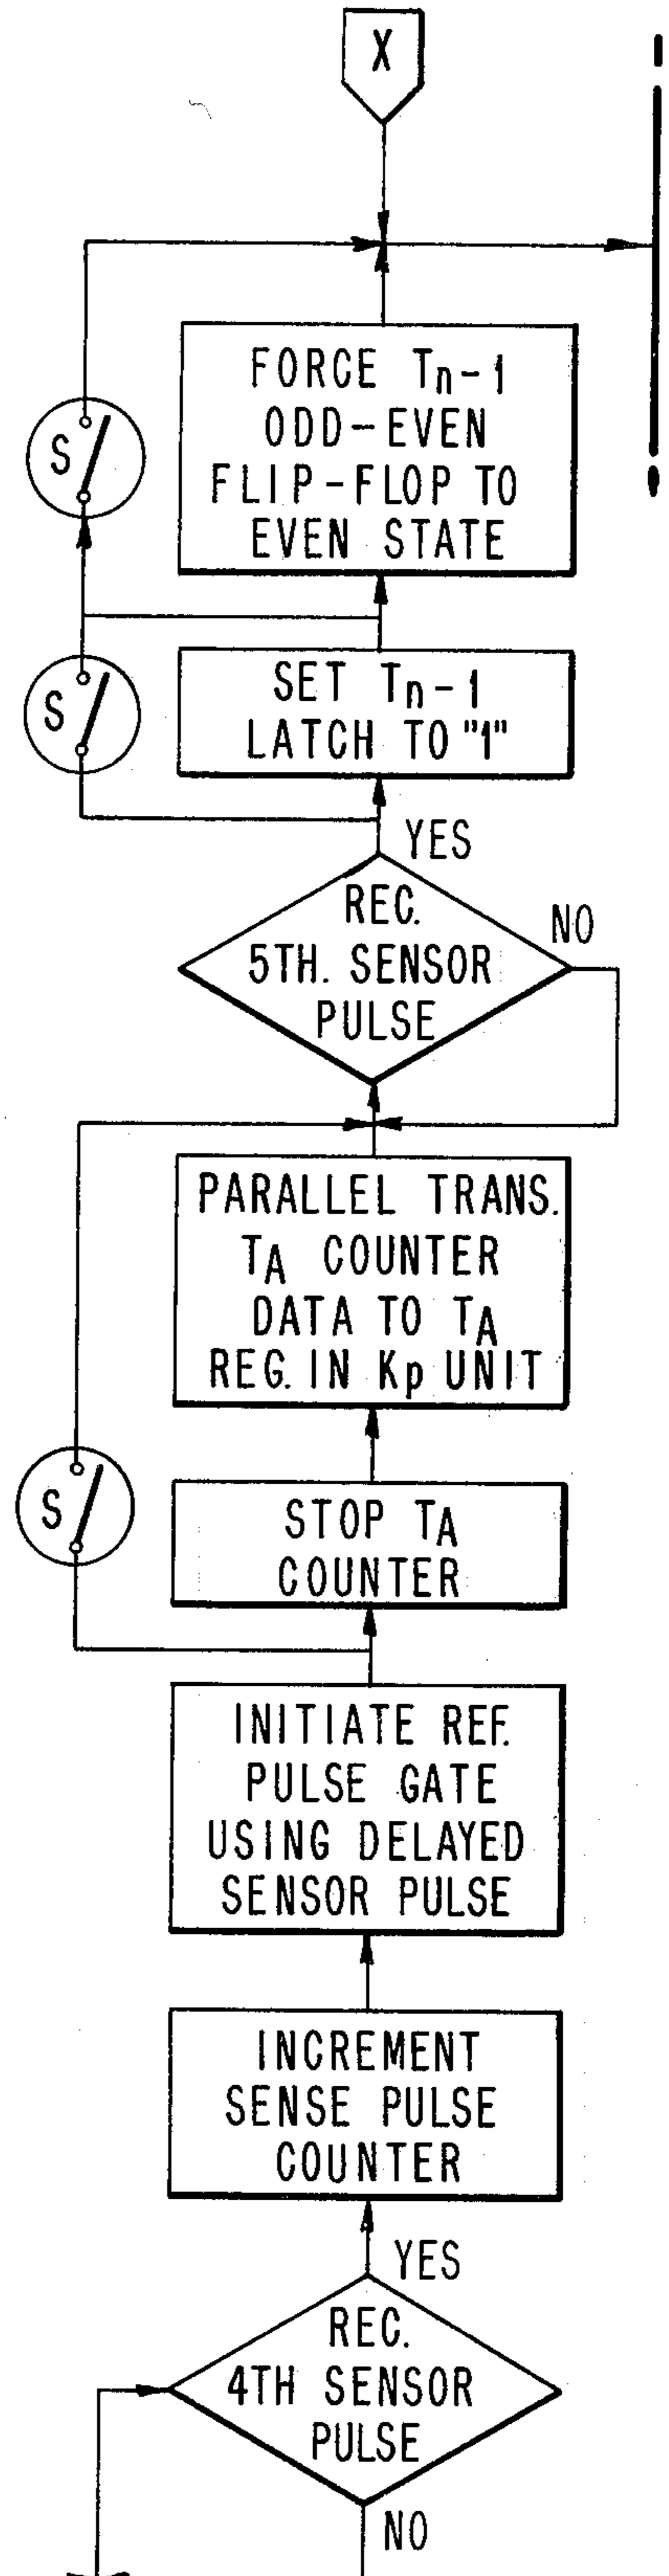 X
FORCE Tn-1
ODD-EVEN
FLIP-FLOP TO
EVEN STATE
S
SET Tn-1
LATCH TO "1"
S
YES
REC.
5TH. SENSOR
PULSE
NO
PARALLEL TRANS.
TA COUNTER
DATA TO TA
REG. IN Kp UNIT
S
STOP TA
COUNTER
INITIATE REF.
PULSE GATE
USING DELAYED
SENSOR PULSE
INCREMENT
SENSE PULSE
COUNTER
YES
REC.
4TH SENSOR
PULSE
NO